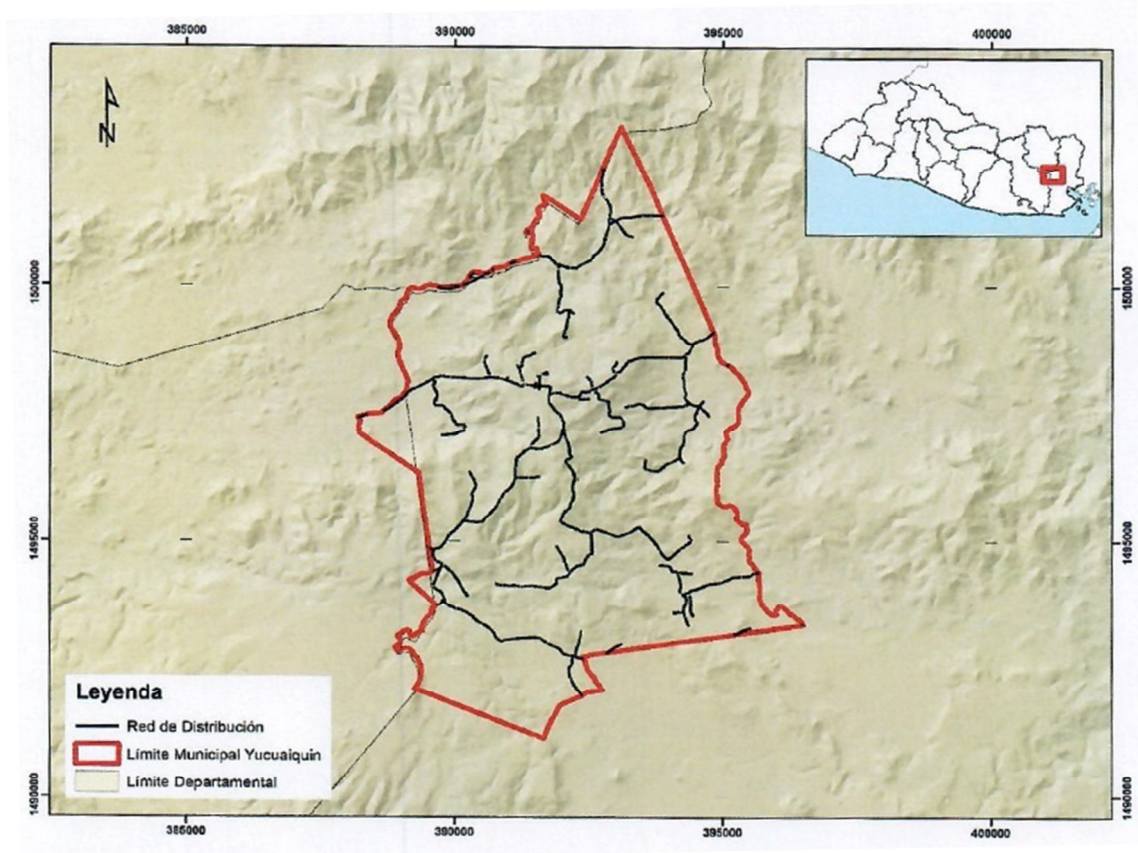 385000 390000 395000 400000
N
1500000 1500000
1495000 1495000
Leyenda
Red de Distribución
Límite Municipal Yucuaiquín
Límite Departamental
1490000 1490000
385000 390000 395000 400000